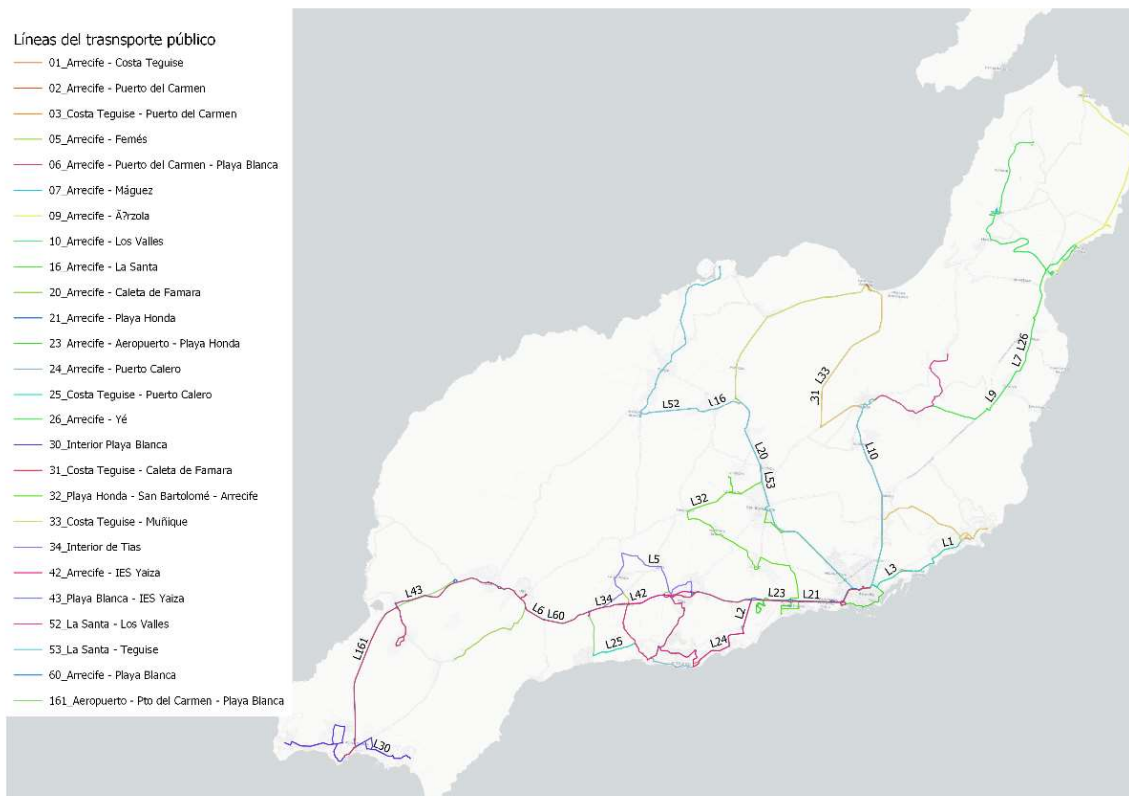 Líneas del trasnsporte público
01_Arrecife - Costa Teguise
02_Arrecife - Puerto del Carmen
03_Costa Teguise - Puerto del Carmen
05_Arrecife - Femés
06_Arrecife - Puerto del Carmen - Playa Blanca
07_Arrecife - Máguez
09_Arrecife - Ã?rzola
10_Arrecife - Los Valles
16_Arrecife - La Santa
20_Arrecife - Caleta de Famara
21_Arrecife - Playa Honda
23_Arrecife - Aeropuerto - Playa Honda
24_Arrecife - Puerto Calero
25_Costa Teguise - Puerto Calero
26_Arrecife - Yé
30_Interior Playa Blanca
31_Costa Teguise - Caleta de Famara
32_Playa Honda - San Bartolomé - Arrecife
33_Costa Teguise - Muñique
34_Interior de Tias
42_Arrecife - IES Yaiza
43_Playa Blanca - IES Yaiza
52_La Santa - Los Valles
53_La Santa - Teguise
60_Arrecife - Playa Blanca
161_Aeropuerto - Pto del Carmen - Playa Blanca
L26
L7
L33
31
L9
L52
L16
L20
L53
L10
L32
L1
L3
L5
L43
L34
L42
L23
L21
L6
L60
L2
L24
L25
L161
L30